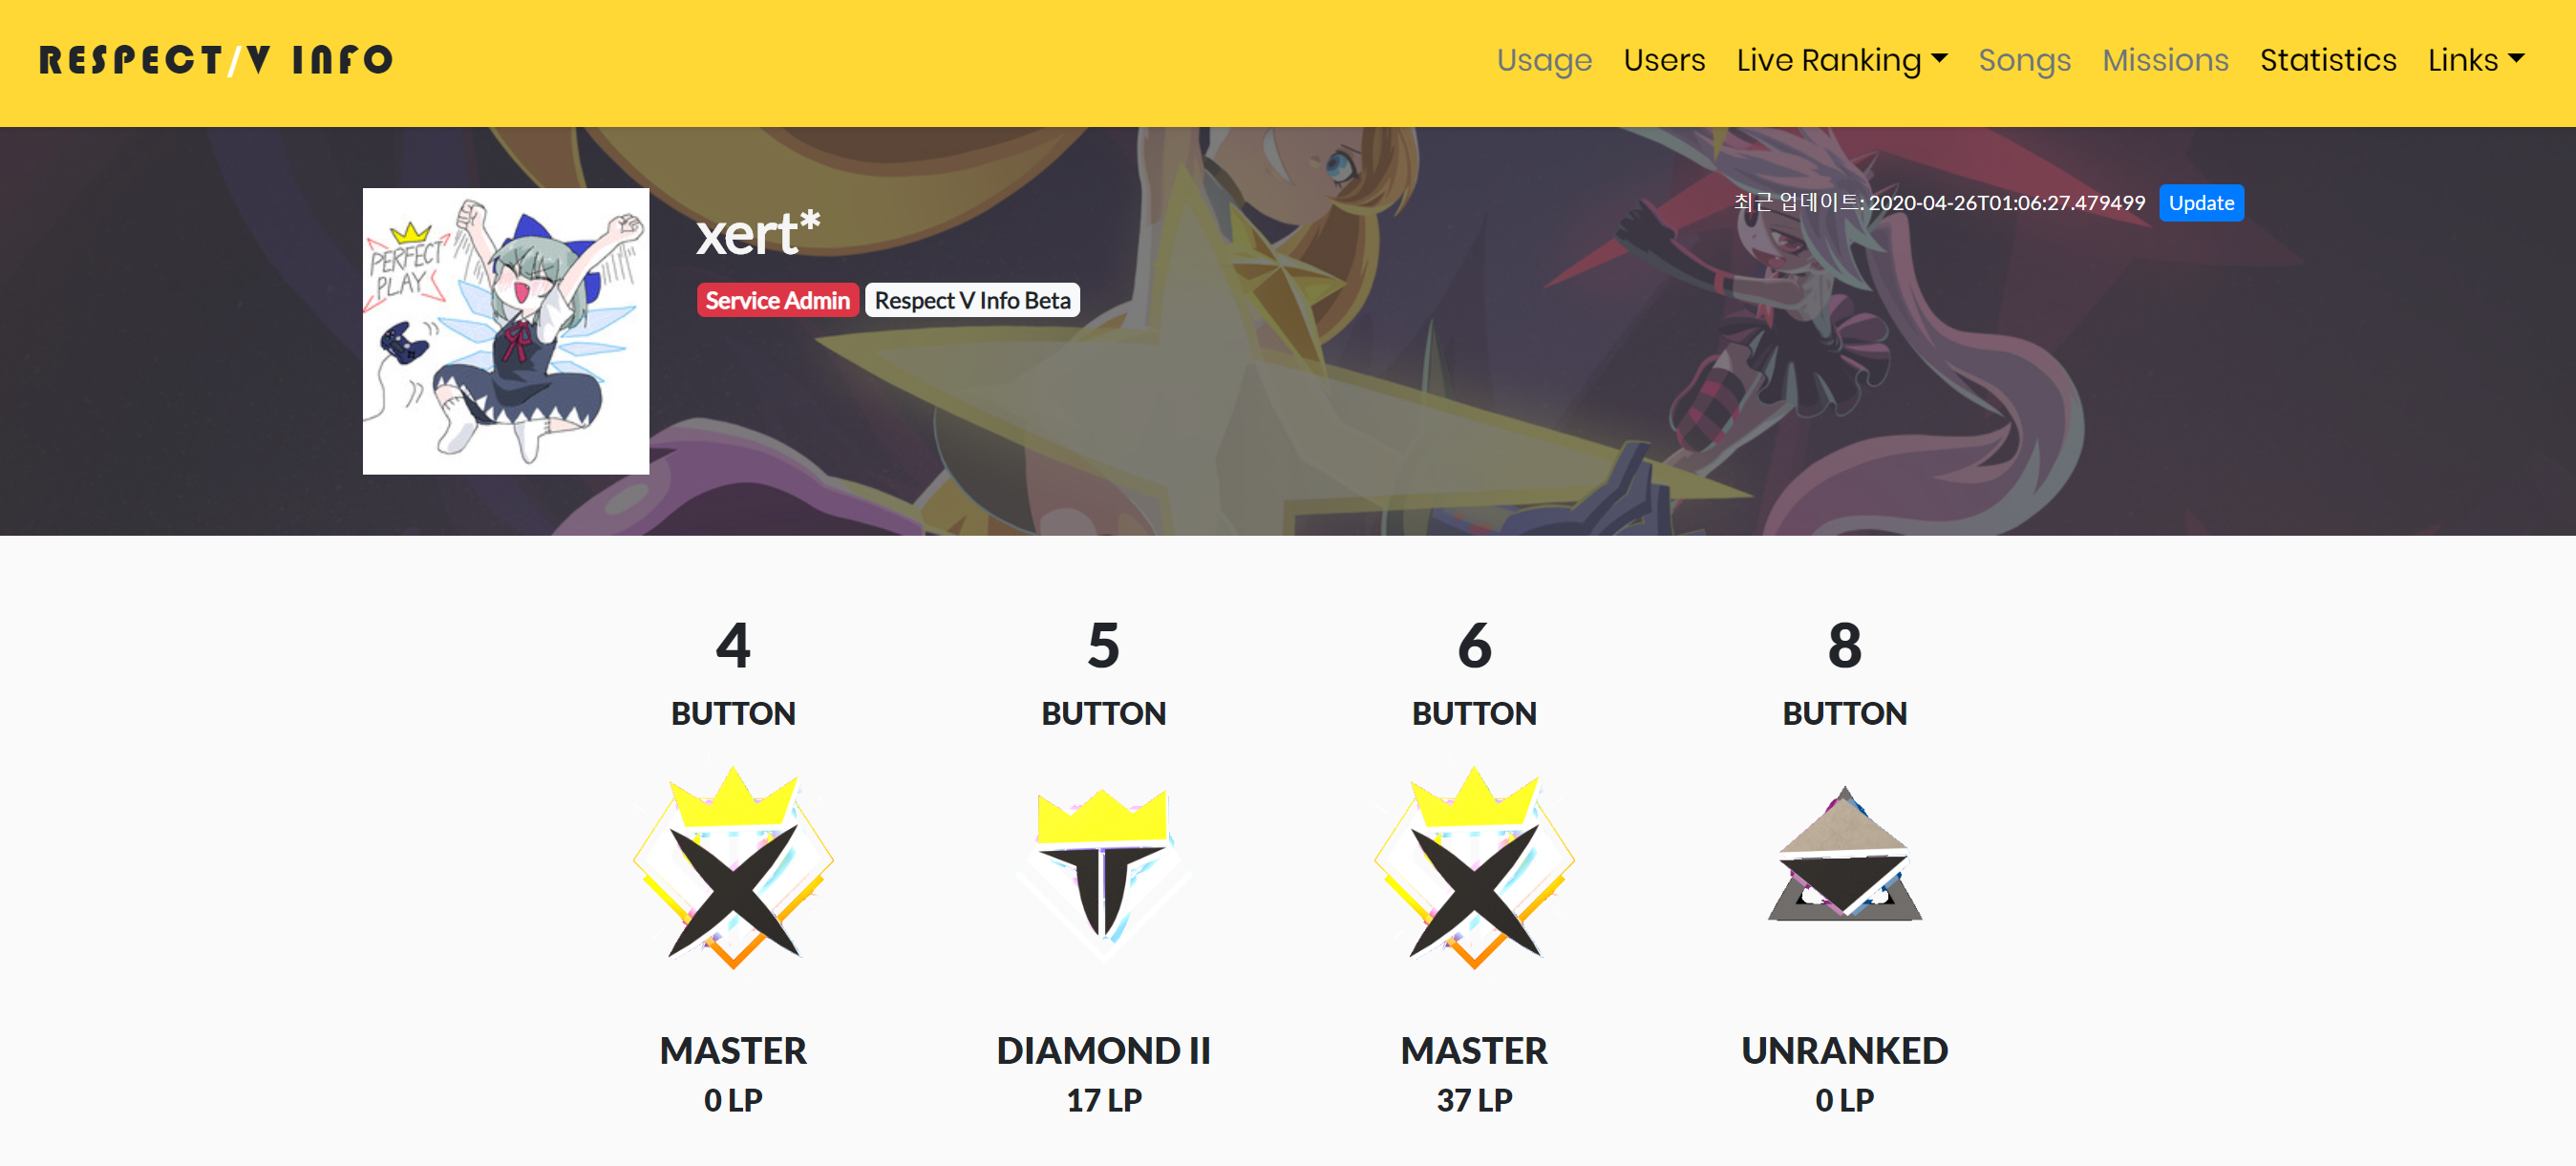 RESPECT/V INFO
Usage Users Live Ranking Songs Missions Statistics Links
최근 업데이트: 2020-04-26T01:06:27.479499 Update
PERFECT
PLAY
xert*
Service Admin Respect V Info Beta
4 5 6 8
BUTTON BUTTON BUTTON BUTTON
MASTER DIAMOND II MASTER UNRANKED
0 LP 17 LP 37 LP 0 LP